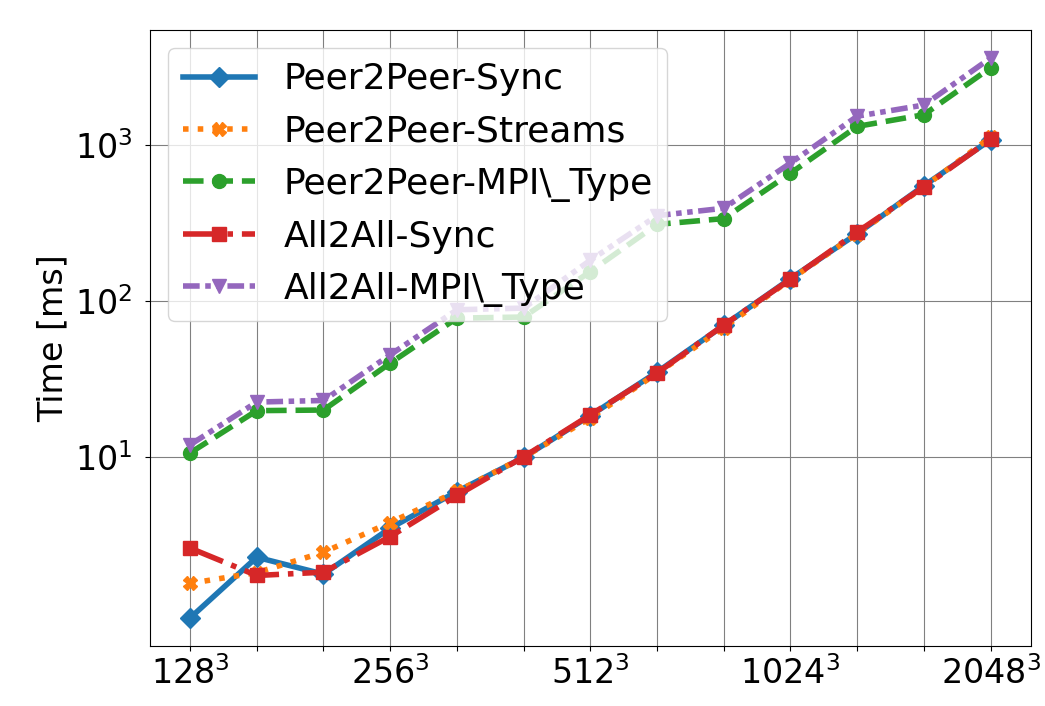 Peer2Peer-Sync
Peer2Peer-Streams
Peer2Peer-MPI\_Type
All2All-Sync
All2All-MPI\_Type
Time [ms]
10³
10²
10¹
128³ 256³ 512³ 1024³ 2048³